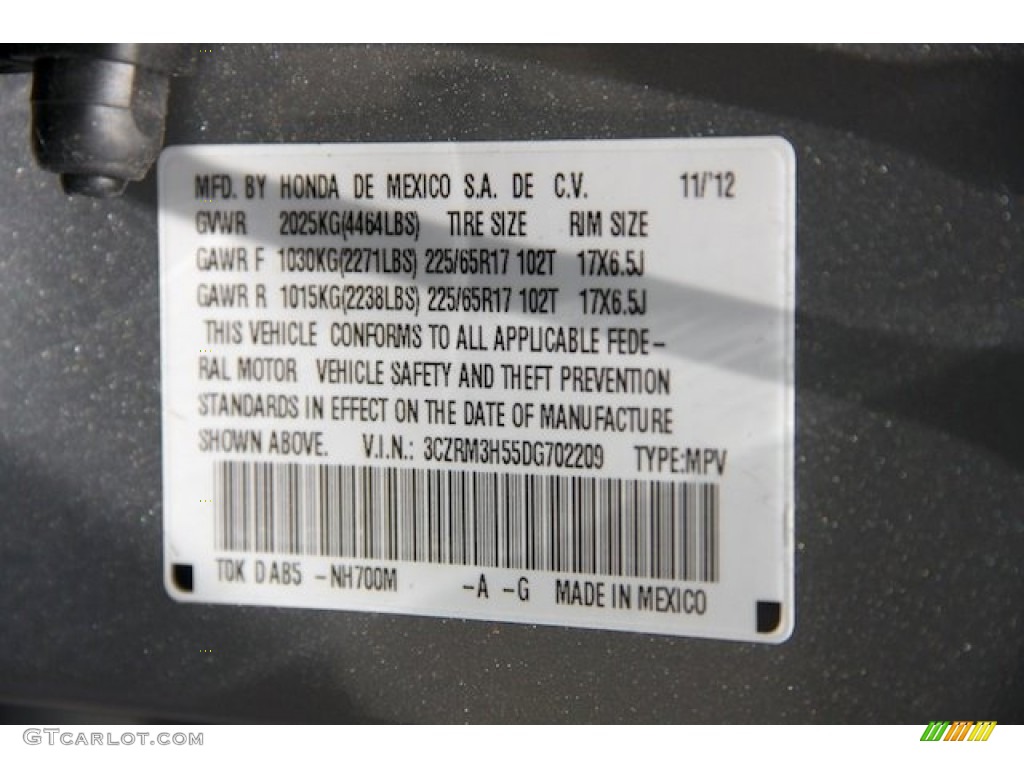 MFD. BY HONDA DE MEXICO S.A. DE C.V. 11/'12
GVWR 2025KG(4464LBS) TIRE SIZE RIM SIZE
GAWR F 1030KG(2271LBS) 225/65R17 102T 17X6.5J
GAWR R 1015KG(2238LBS) 225/65R17 102T 17X6.5J
THIS VEHICLE CONFORMS TO ALL APPLICABLE FEDE-
RAL MOTOR VEHICLE SAFETY AND THEFT PREVENTION
STANDARDS IN EFFECT ON THE DATE OF MANUFACTURE
SHOWN ABOVE. V.I.N.: 3CZRM3H55DG702209 TYPE:MPV
TOK DAB5 -NH700M -A -G MADE IN MEXICO
GTCARLOT.COM